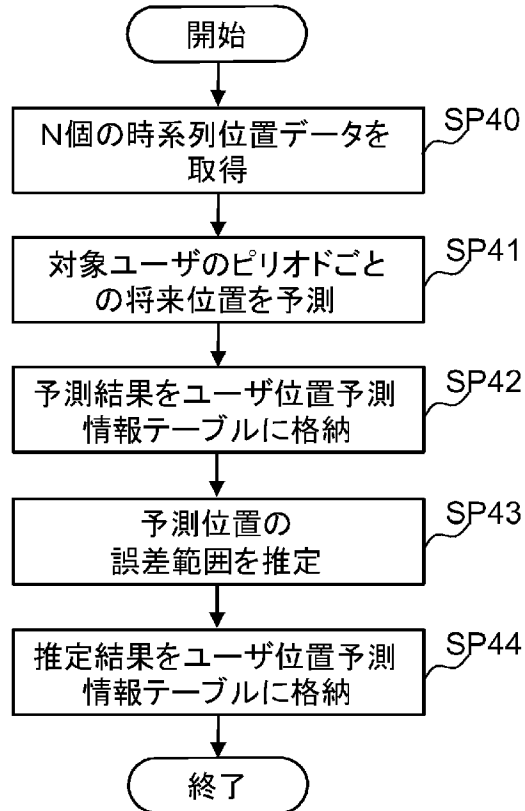 開始
N個の時系列位置データを
取得
SP40
対象ユーザのピリオドごと
の将来位置を予測
SP41
予測結果をユーザ位置予測
情報テーブルに格納
SP42
予測位置の
誤差範囲を推定
SP43
推定結果をユーザ位置予測
情報テーブルに格納
SP44
終了